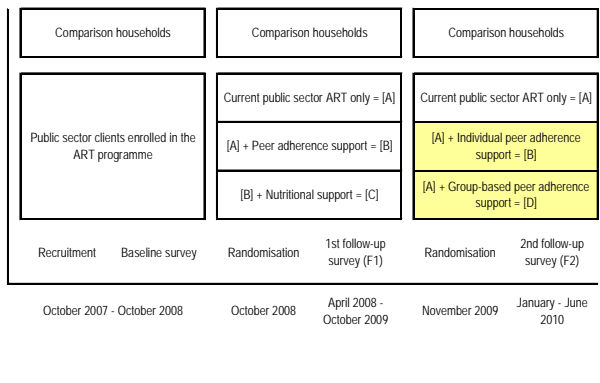 Comparison households
Comparison households
Comparison households
Public sector clients enrolled in the
ART programme
Current public sector ART only = [A]
[A] + Peer adherence support = [B]
[B] + Nutritional support = [C]
Current public sector ART only = [A]
[A] + Individual peer adherence
support = [B]
[A] + Group-based peer adherence
support = [D]
Recruitment
Baseline survey
Randomisation
1st follow-up
survey (F1)
Randomisation
2nd follow-up
survey (F2)
October 2007 - October 2008
October 2008
April 2008 -
October 2009
November 2009
January - June
2010